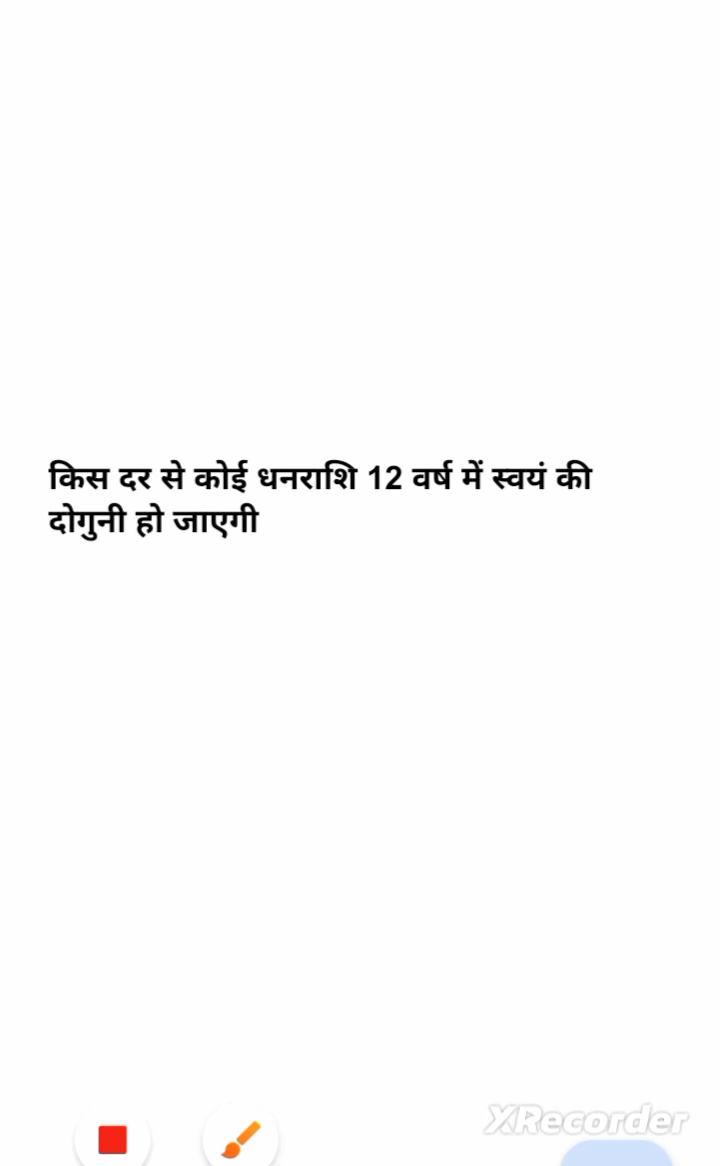 किस दर से कोई धनराशि 12 वर्ष में स्वयं की
दोगुनी हो जाएगी
XRecorder